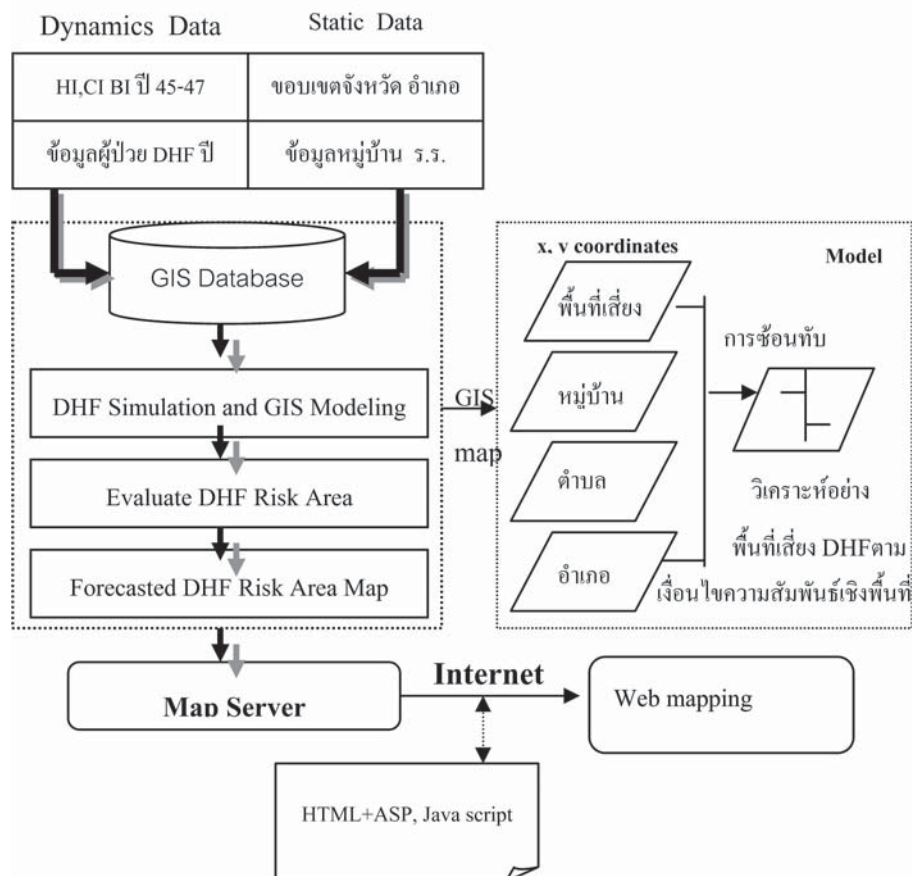 Dynamics Data
Static Data
HI,CI BI ปี 45-47
ขอบเขตจังหวัด อำเภอ
ข้อมูลผู้ป่วย DHF ปี
ข้อมูลหมู่บ้าน ร.ร.
GIS Database
DHF Simulation and GIS Modeling
Evaluate DHF Risk Area
Forecasted DHF Risk Area Map
GIS
map
x, y coordinates
Model
พื้นที่เสี่ยง
หมู่บ้าน
ตำบล
อำเภอ
การซ้อนทับ
วิเคราะห์อย่าง
พื้นที่เสี่ยง DHFตาม
เงื่อนไขความสัมพันธ์เชิงพื้นที่
Map Server
Internet
Web mapping
HTML+ASP, Java script